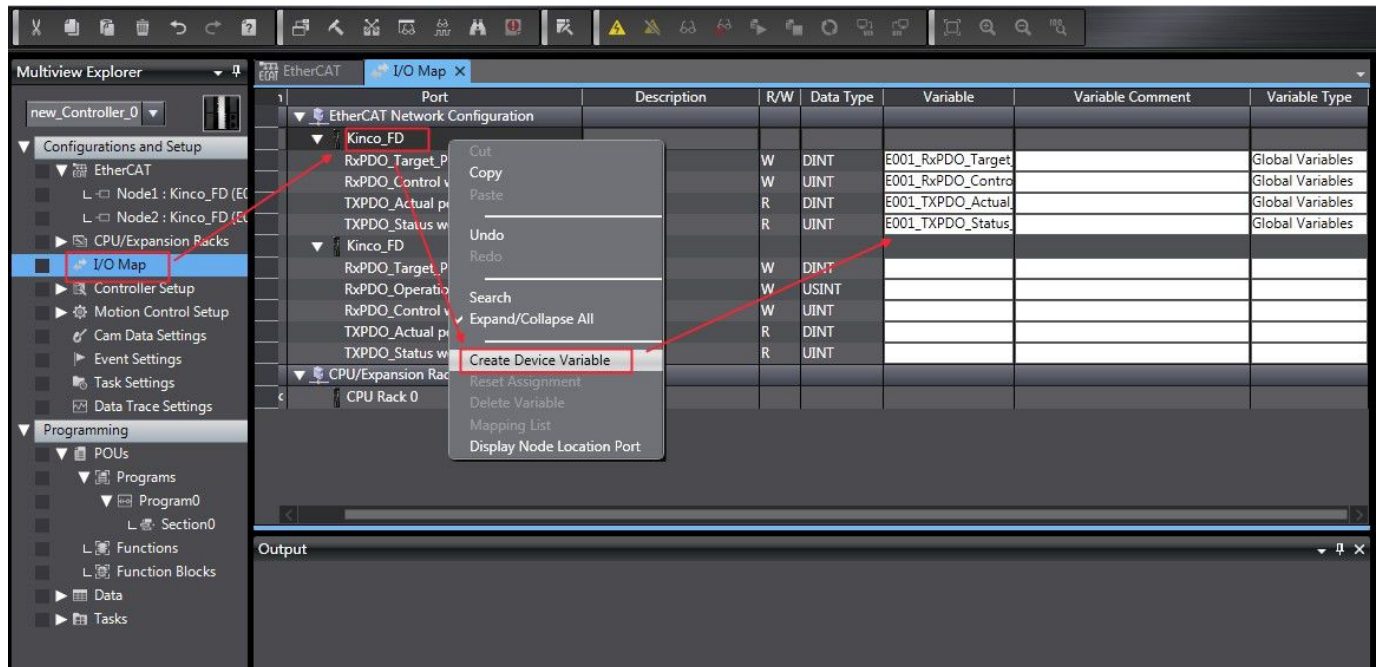 Multiview Explorer
new_Controller_0
Configurations and Setup
EtherCAT
Node1 : Kinco_FD (E0
Node2 : Kinco_FD (E0
CPU/Expansion Racks
I/O Map
Controller Setup
Motion Control Setup
Cam Data Settings
Event Settings
Task Settings
Data Trace Settings
Programming
POUs
Programs
Program0
Section0
Functions
Function Blocks
Data
Tasks
EtherCAT I/O Map
Port Description R/W Data Type Variable Variable Comment Variable Type
EtherCAT Network Configuration
Kinco_FD
RxPDO_Target_P W DINT E001_RxPDO_Target_ Global Variables
RxPDO_Control W UINT E001_RxPDO_Contro Global Variables
TXPDO_Actual R DINT E001_TXPDO_Actual_ Global Variables
TXPDO_Status R UINT E001_TXPDO_Status_ Global Variables
Kinco_FD
RxPDO_Target_P W DINT
RxPDO_Operatio W USINT
RxPDO_Control W UINT
TXPDO_Actual R DINT
TXPDO_Status R UINT
CPU/Expansion Rac
CPU Rack 0
Cut
Copy
Paste
Undo
Redo
Search
Expand/Collapse All
Create Device Variable
Reset Assignment
Delete Variable
Mapping List
Display Node Location Port
Output